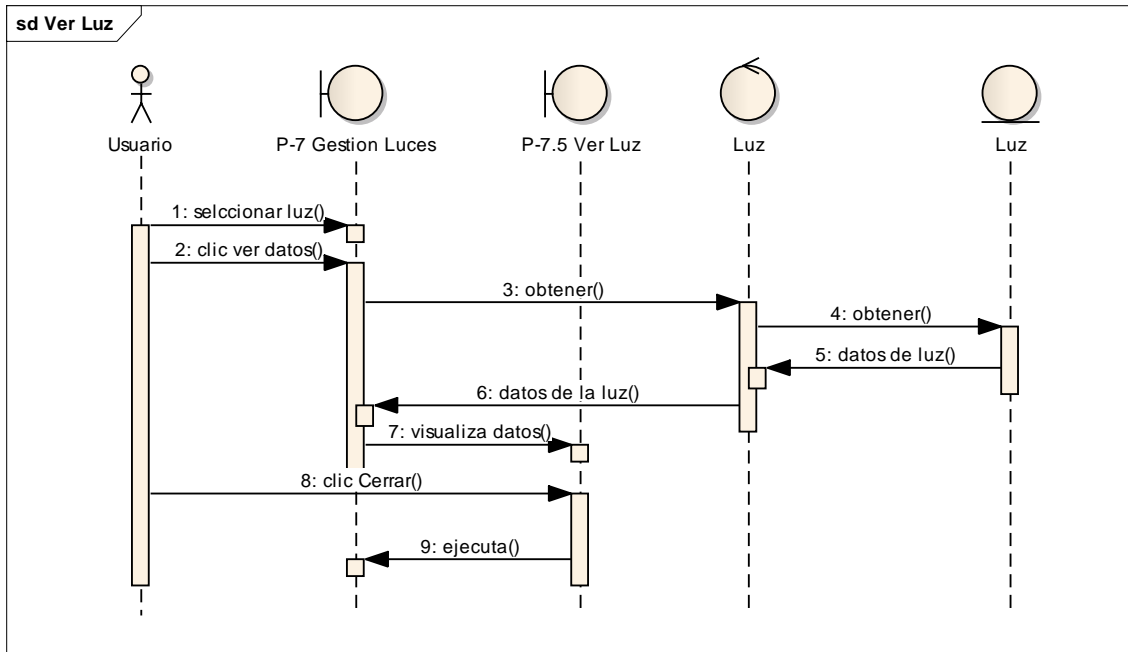 sd Ver Luz
Usuario
P-7 Gestion Luces
P-7.5 Ver Luz
Luz
Luz
1: selccionar luz()
2: clic ver datos()
3: obtener()
4: obtener()
5: datos de luz()
6: datos de la luz()
7: visualiza datos()
8: clic Cerrar()
9: ejecuta()